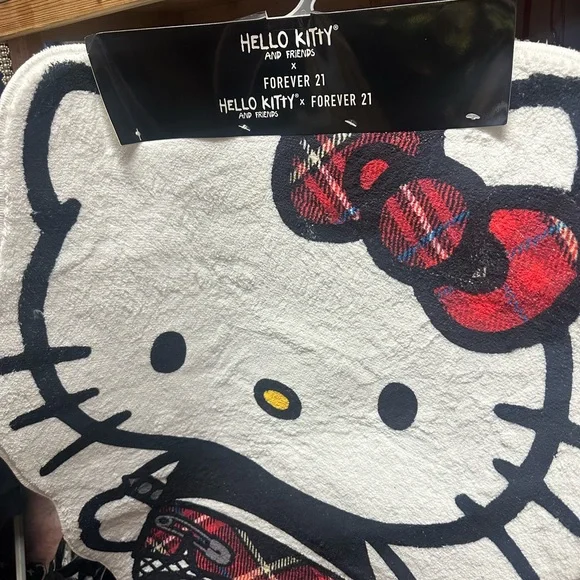 HELLO KITTY®
AND FRIENDS
x
FOREVER 21
HELLO KITTY® x FOREVER 21
AND FRIENDS